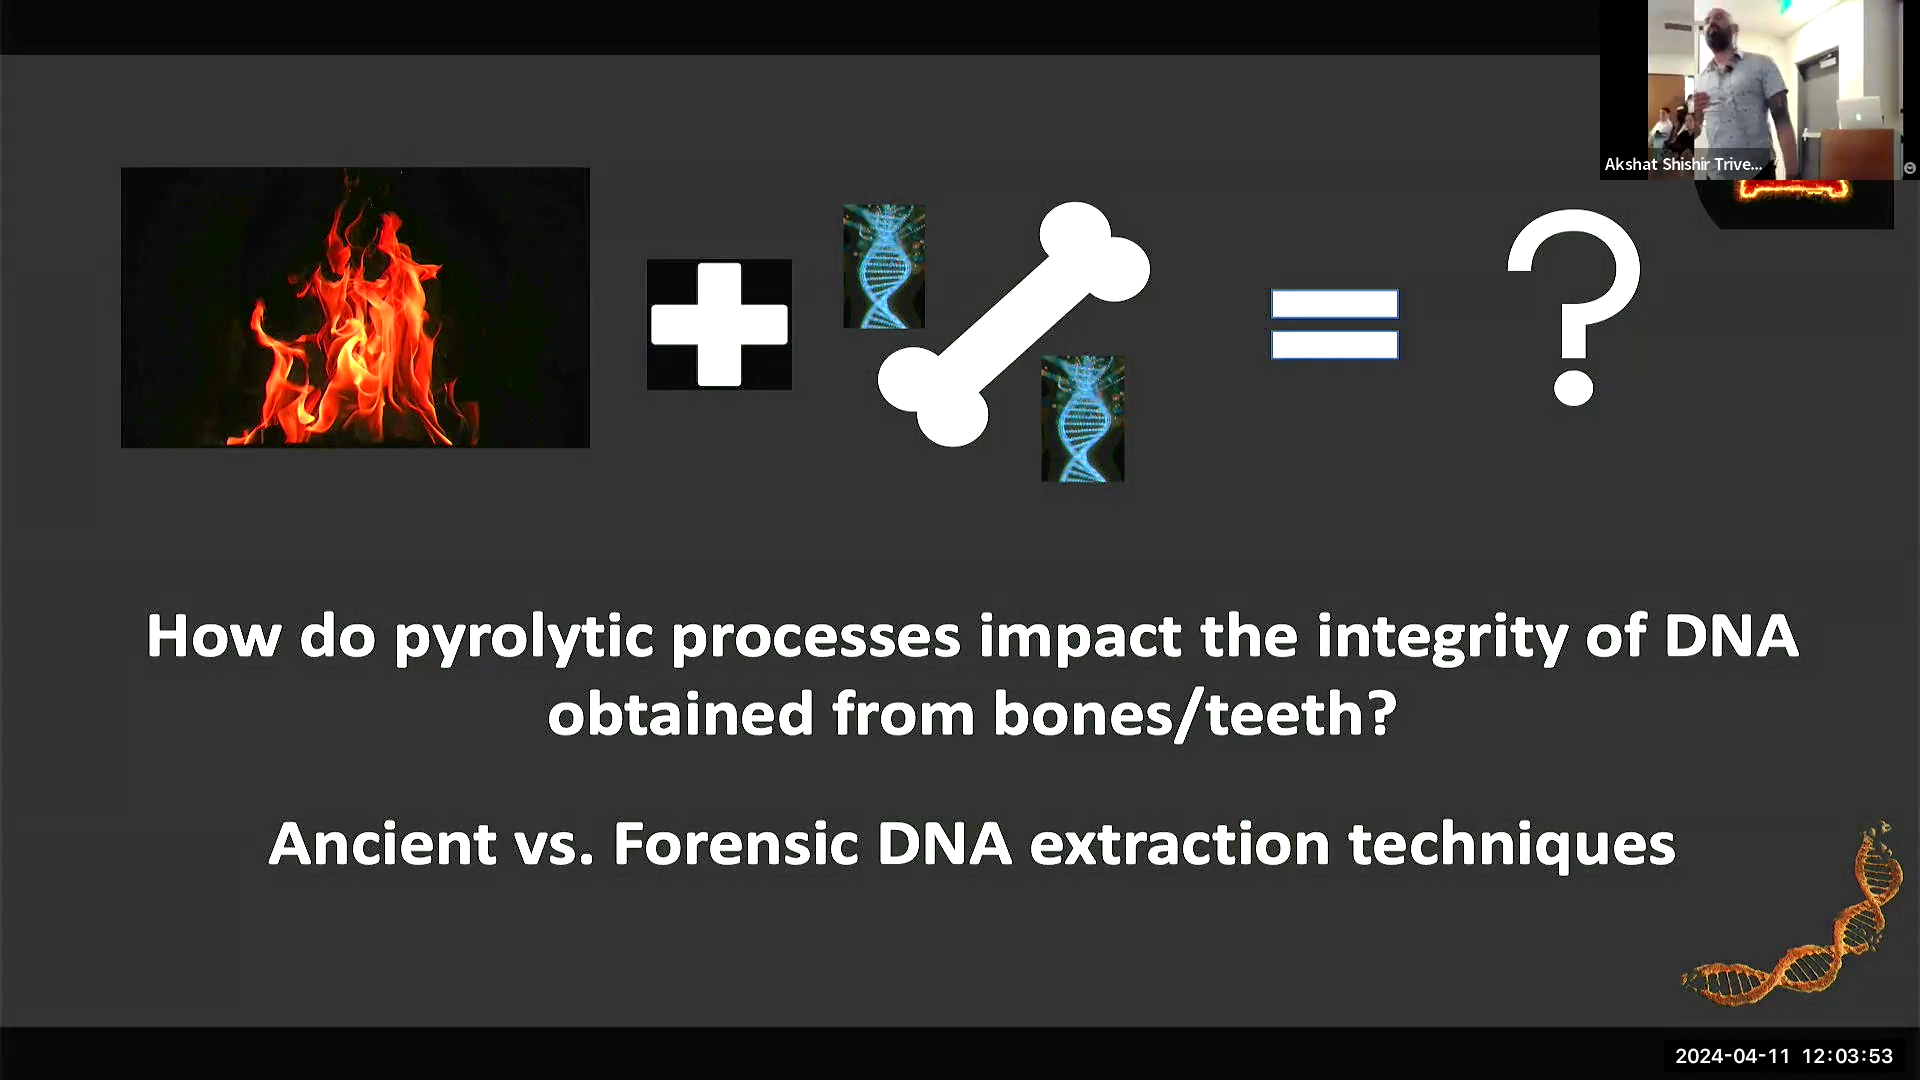 Akshat Shishir Trive...
How do pyrolytic processes impact the integrity of DNA
obtained from bones/teeth?
Ancient vs. Forensic DNA extraction techniques
2024-04-11 12:03:53